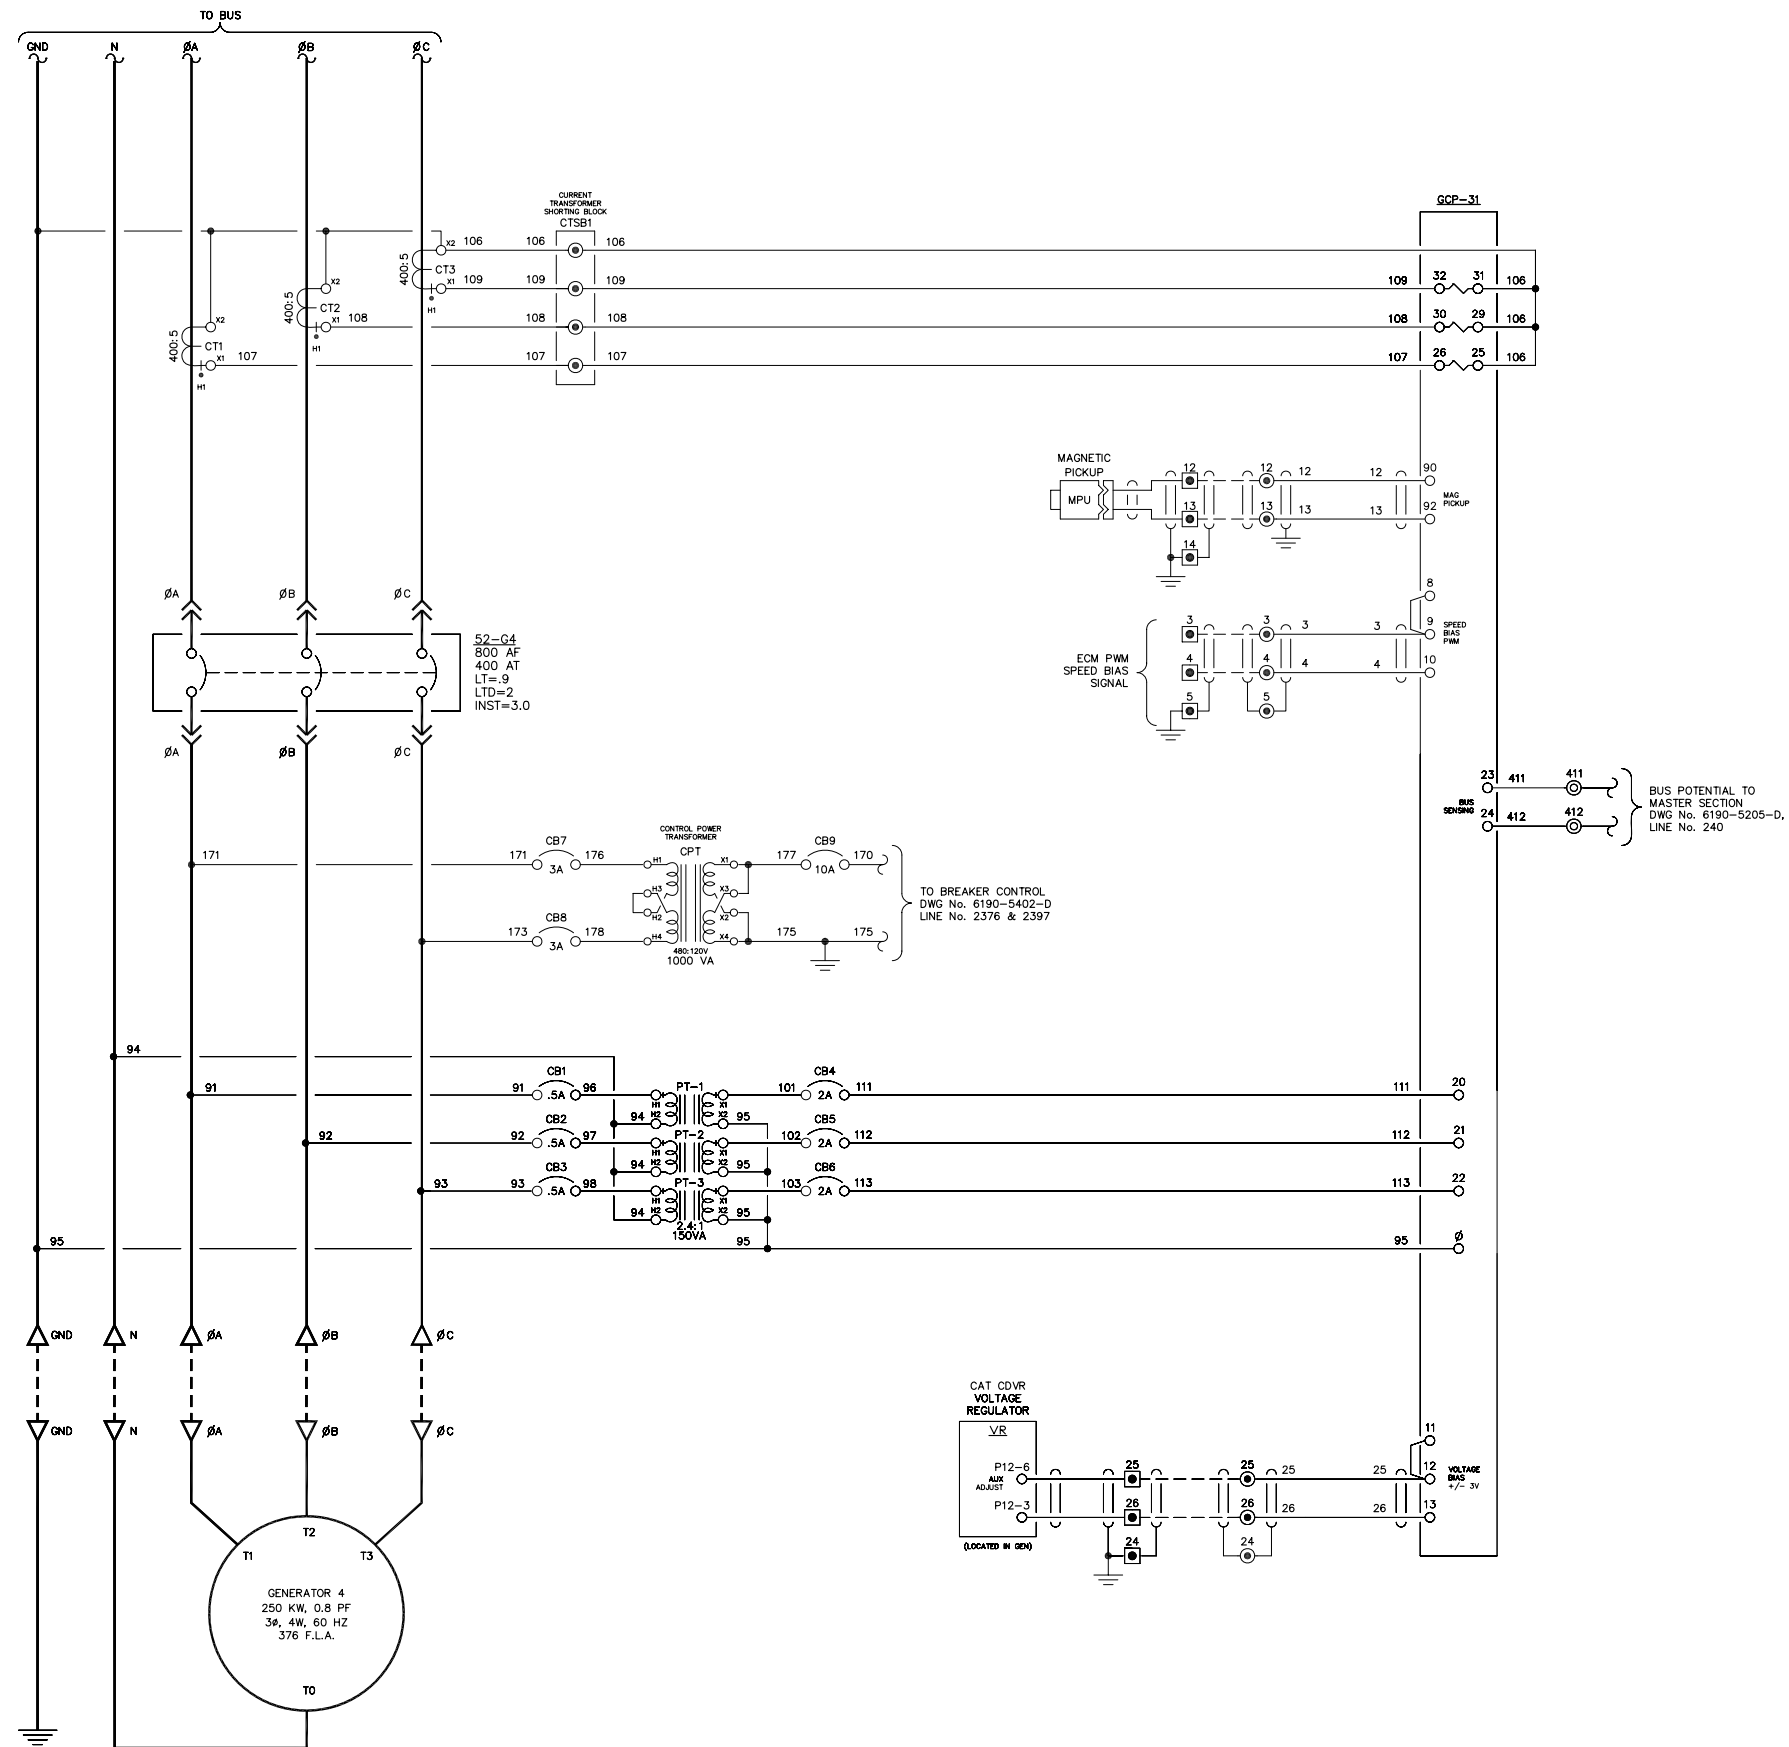 TO BUS
GND N ØA ØB ØC
CURRENT
TRANSFORMER
SHORTING BLOCK
CTSB1
GCP-31
X2 106 106 106
400:5 CT3
X1 109 109 109 109 32 31 106
H1
X2
400:5 CT2
X1 108 108 108 108 30 29 106
H1
X2
400:5 CT1
X1 107 107 107 107 26 25 106
H1
MAGNETIC
PICKUP
MPU
12 12 12 12 90
MAG
PICKUP
13 13 13 13 92
14
8
3 3 3 3 9
SPEED
BIAS
PWM
4 4 4 4 10
5 5
ECM PWM
SPEED BIAS
SIGNAL
ØA ØB ØC
52-G4
800 AF
400 AT
LT=.9
LTD=2
INST=3.0
ØA ØB ØC
23 411 411
BUS
SENSING
24 412 412
BUS POTENTIAL TO
MASTER SECTION
DWG No. 6190-5205-D,
LINE No. 240
CONTROL POWER
TRANSFORMER
CPT
171 171 CB7 176 H1 X1 177 CB9 170
3A 10A
H3 X3
H2 X2
173 CB8 178 H4 X4 175 175
3A
480:120V
1000 VA
TO BREAKER CONTROL
DWG No. 6190-5402-D
LINE No. 2376 & 2397
94
91 91 CB1 96 PT-1 101 CB4 111 111 20
.5A H1 X1 2A
94 H2 X2 95
92 92 CB2 97 PT-2 102 CB5 112 112 21
.5A H1 X1 2A
94 H2 X2 95
93 93 CB3 98 PT-3 103 CB6 113 113 22
.5A H1 X1 2A
94 H2 X2 95
2.4:1
150VA
95 95 95 Ø
GND N ØA ØB ØC
GND N ØA ØB ØC
CAT CDVR
VOLTAGE
REGULATOR
VR
11
P12-6 25 25 25 25 12
AUX
ADJUST
VOLTAGE
BIAS
+/- 3V
P12-3 26 26 26 26 13
24 24
(LOCATED IN GEN)
T2
T1 T3
GENERATOR 4
250 KW, 0.8 PF
3ø, 4W, 60 HZ
376 F.L.A.
T0